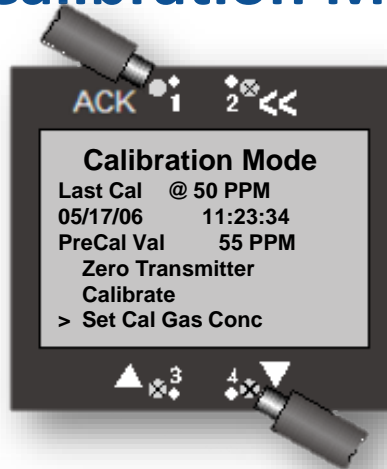 ACK 1 2 <<
Calibration Mode
Last Cal @ 50 PPM
05/17/06 11:23:34
PreCal Val 55 PPM
Zero Transmitter
Calibrate
> Set Cal Gas Conc
3 4